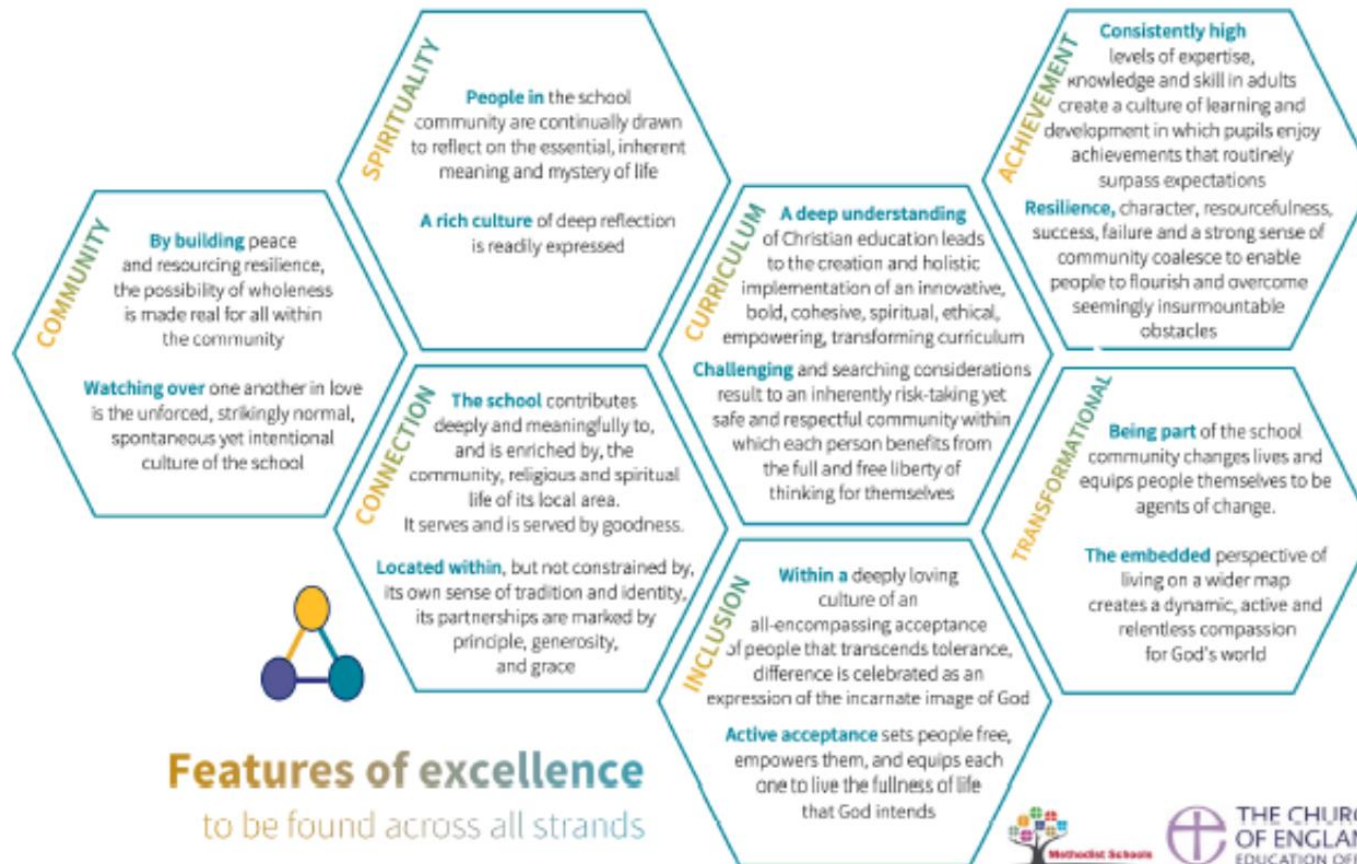 COMMUNITY
By building peace
and resourcing resilience,
the possibility of wholeness
is made real for all within
the community
Watching over one another in love
is the unforced, strikingly normal,
spontaneous yet intentional
culture of the school
SPIRITUALITY
People in the school
community are continually drawn
to reflect on the essential, inherent
meaning and mystery of life
A rich culture of deep reflection
is readily expressed
CONNECTION
The school contributes
deeply and meaningfully to,
and is enriched by, the
community, religious and spiritual
life of its local area.
It serves and is served by goodness.
Located within, but not constrained by,
its own sense of tradition and identity,
its partnerships are marked by
principle, generosity,
and grace
CURRICULUM
A deep understanding
of Christian education leads
to the creation and holistic
implementation of an innovative,
bold, cohesive, spiritual, ethical,
empowering, transforming curriculum
Challenging and searching considerations
result to an inherently risk-taking yet
safe and respectful community within
which each person benefits from
the full and free liberty of
thinking for themselves
INCLUSION
Within a deeply loving
culture of an
all-encompassing acceptance
of people that transcends tolerance,
difference is celebrated as an
expression of the incarnate image of God
Active acceptance sets people free,
empowers them, and equips each
one to live the fullness of life
that God intends
ACHIEVEMENT
Consistently high
levels of expertise,
knowledge and skill in adults
create a culture of learning and
development in which pupils enjoy
achievements that routinely
surpass expectations
Resilience, character, resourcefulness,
success, failure and a strong sense of
community coalesce to enable
people to flourish and overcome
seemingly insurmountable
obstacles
TRANSFORMATIONAL
Being part of the school
community changes lives and
equips people themselves to be
agents of change.
The embedded perspective of
living on a wider map
creates a dynamic, active and
relentless compassion
for God's world
Features of excellence
to be found across all strands
Methodist Schools
THE CHURC
OF ENGLAN
EDUCATION OF